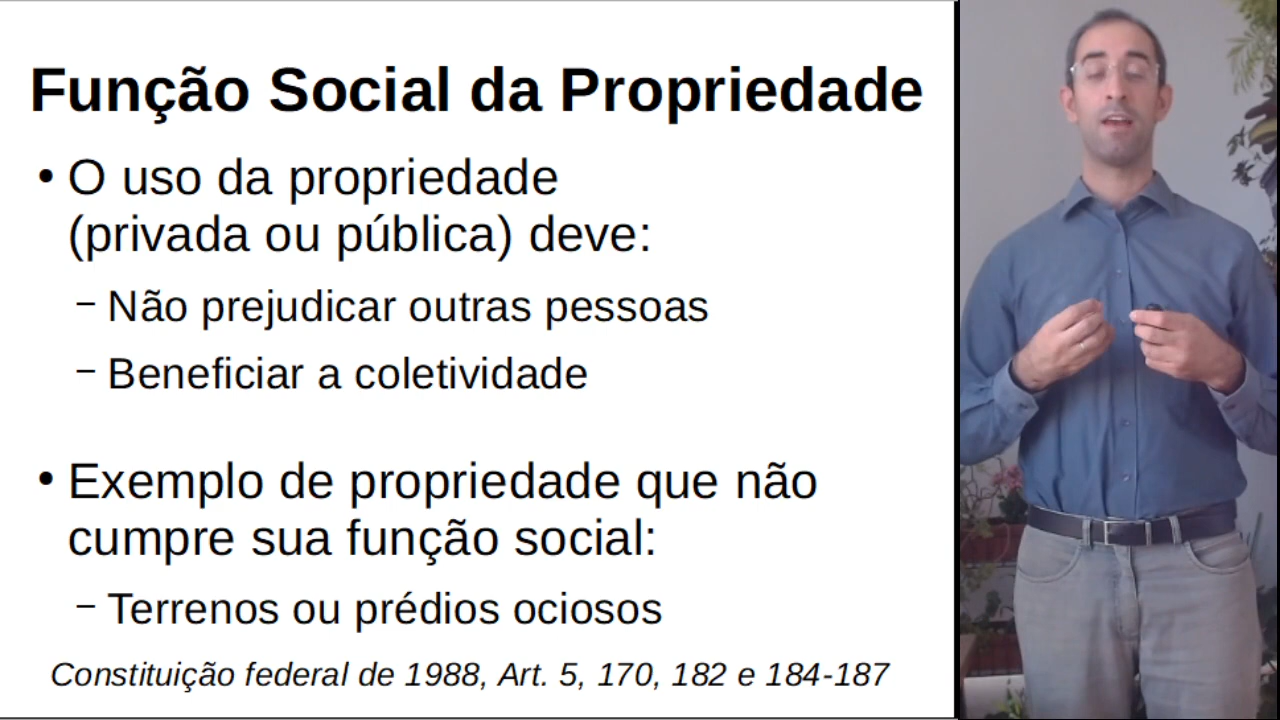 Função Social da Propriedade
• O uso da propriedade
(privada ou pública) deve:
– Não prejudicar outras pessoas
– Beneficiar a coletividade
• Exemplo de propriedade que não
cumpre sua função social:
– Terrenos ou prédios ociosos
Constituição federal de 1988, Art. 5, 170, 182 e 184-187